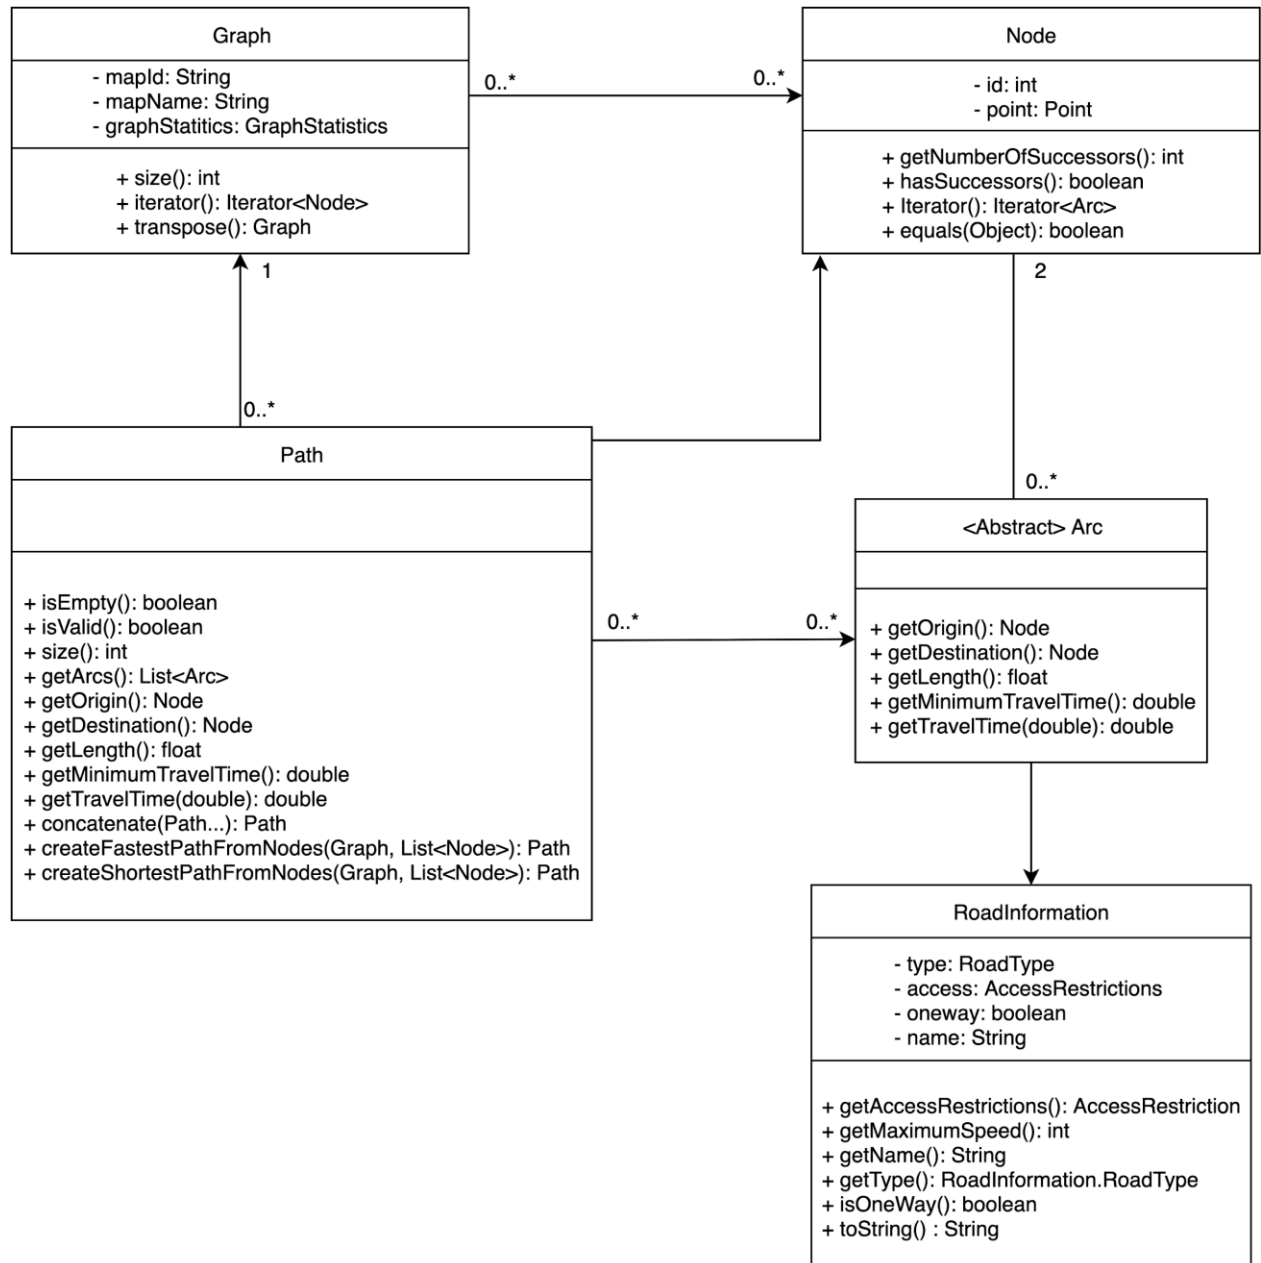 Graph
- mapId: String
- mapName: String
- graphStatitics: GraphStatistics
+ size(): int
+ iterator(): Iterator<Node>
+ transpose(): Graph
0..*
0..*
Node
- id: int
- point: Point
+ getNumberOfSuccessors(): int
+ hasSuccessors(): boolean
+ Iterator(): Iterator<Arc>
+ equals(Object): boolean
1
2
0..*
0..*
Path
+ isEmpty(): boolean
+ isValid(): boolean
+ size(): int
+ getArcs(): List<Arc>
+ getOrigin(): Node
+ getDestination(): Node
+ getLength(): float
+ getMinimumTravelTime(): double
+ getTravelTime(double): double
+ concatenate(Path...): Path
+ createFastestPathFromNodes(Graph, List<Node>): Path
+ createShortestPathFromNodes(Graph, List<Node>): Path
0..*
0..*
<Abstract> Arc
+ getOrigin(): Node
+ getDestination(): Node
+ getLength(): float
+ getMinimumTravelTime(): double
+ getTravelTime(double): double
RoadInformation
- type: RoadType
- access: AccessRestrictions
- oneway: boolean
- name: String
+ getAccessRestrictions(): AccessRestriction
+ getMaximumSpeed(): int
+ getName(): String
+ getType(): RoadInformation.RoadType
+ isOneWay(): boolean
+ toString() : String